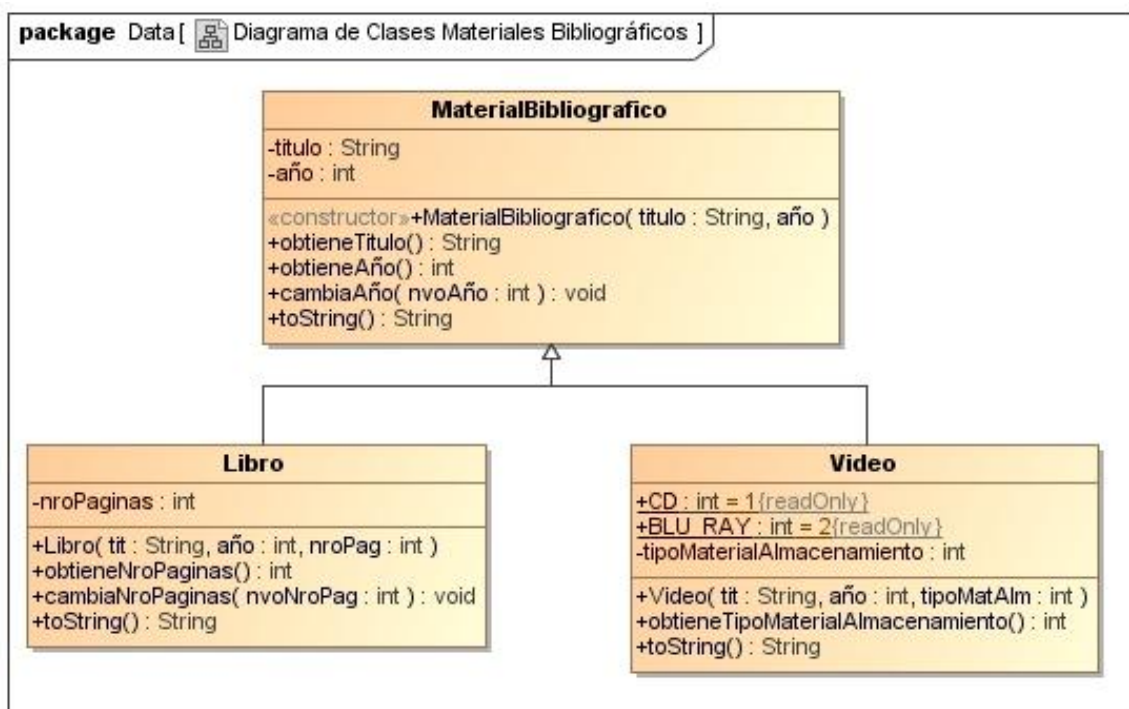 package Data [ Diagrama de Clases Materiales Bibliográficos ]
MaterialBibliografico
-titulo : String
-año : int
«constructor»+MaterialBibliografico( titulo : String, año )
+obtieneTitulo() : String
+obtieneAño() : int
+cambiaAño( nvoAño : int ) : void
+toString() : String
Libro
-nroPaginas : int
+Libro( tit : String, año : int, nroPag : int )
+obtieneNroPaginas() : int
+cambiaNroPaginas( nvoNroPag : int ) : void
+toString() : String
Video
+CD : int = 1{readOnly}
+BLU_RAY : int = 2{readOnly}
-tipoMaterialAlmacenamiento : int
+Video( tit : String, año : int, tipoMatAlm : int )
+obtieneTipoMaterialAlmacenamiento() : int
+toString() : String